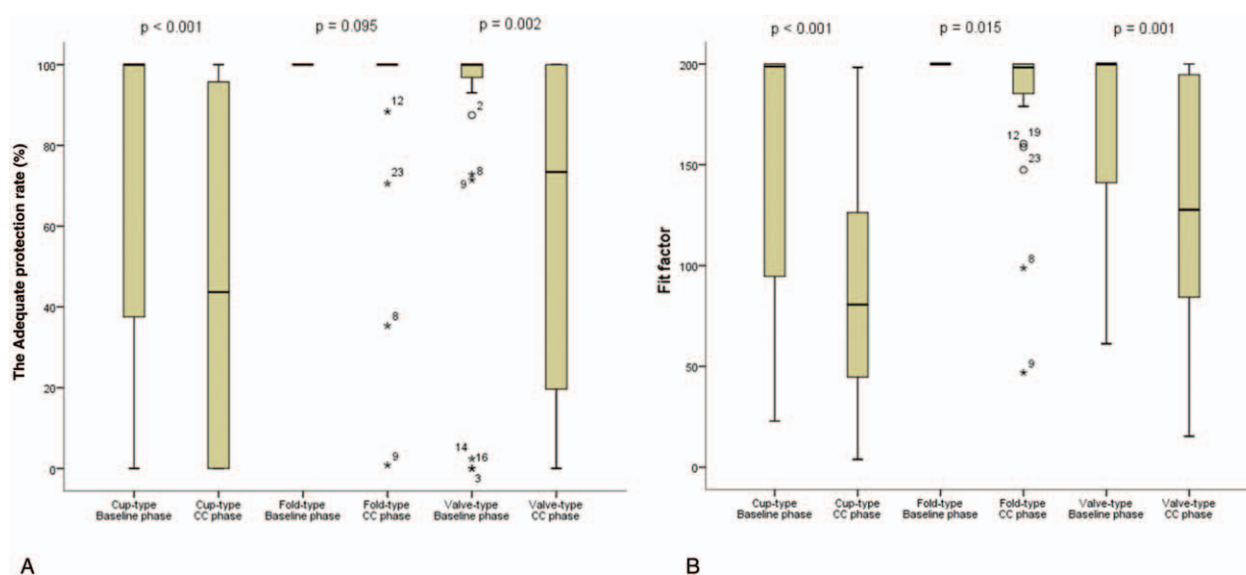 p < 0.001 p = 0.095 p = 0.002
The Adequate protection rate (%)
100
80
60
40
20
0
12
23
8
9
2
8
9
14
16
3
Cup-type Baseline phase
Cup-type CC phase
Fold-type Baseline phase
Fold-type CC phase
Valve-type Baseline phase
Valve-type CC phase
A
p <0.001 p = 0.015 p = 0.001
Fit factor
200
150
100
50
0
12 19
23
8
9
Cup-type Baseline phase
Cup-type CC phase
Fold-type Baseline phase
Fold-type CC phase
Valve-type Baseline phase
Valve-type CC phase
B